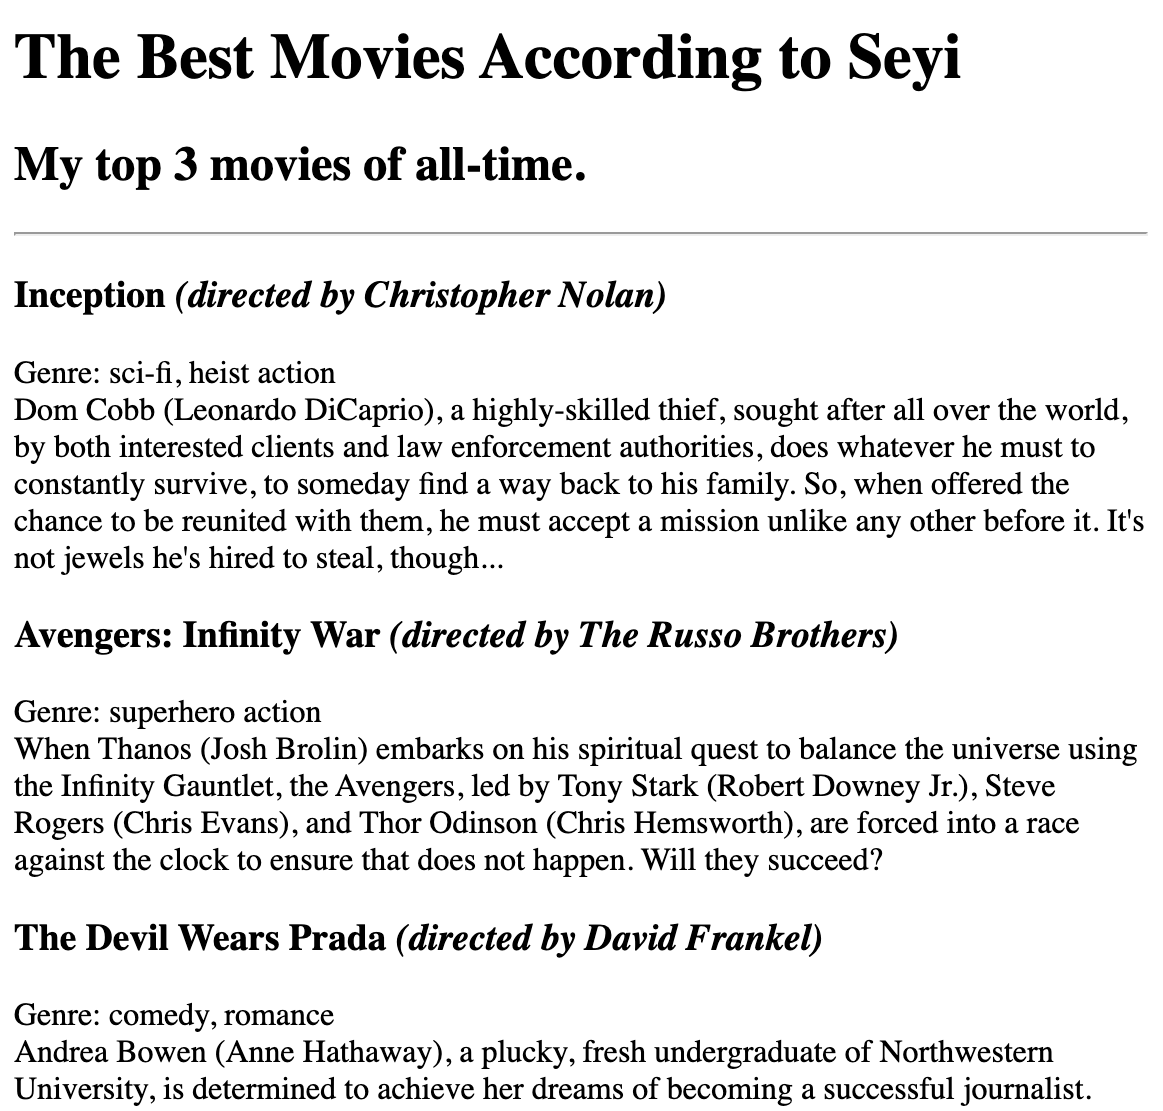 The Best Movies According to Seyi
My top 3 movies of all-time.
Inception (directed by Christopher Nolan)
Genre: sci-fi, heist action
Dom Cobb (Leonardo DiCaprio), a highly-skilled thief, sought after all over the world,
by both interested clients and law enforcement authorities, does whatever he must to
constantly survive, to someday find a way back to his family. So, when offered the
chance to be reunited with them, he must accept a mission unlike any other before it. It's
not jewels he's hired to steal, though...
Avengers: Infinity War (directed by The Russo Brothers)
Genre: superhero action
When Thanos (Josh Brolin) embarks on his spiritual quest to balance the universe using
the Infinity Gauntlet, the Avengers, led by Tony Stark (Robert Downey Jr.), Steve
Rogers (Chris Evans), and Thor Odinson (Chris Hemsworth), are forced into a race
against the clock to ensure that does not happen. Will they succeed?
The Devil Wears Prada (directed by David Frankel)
Genre: comedy, romance
Andrea Bowen (Anne Hathaway), a plucky, fresh undergraduate of Northwestern
University, is determined to achieve her dreams of becoming a successful journalist.